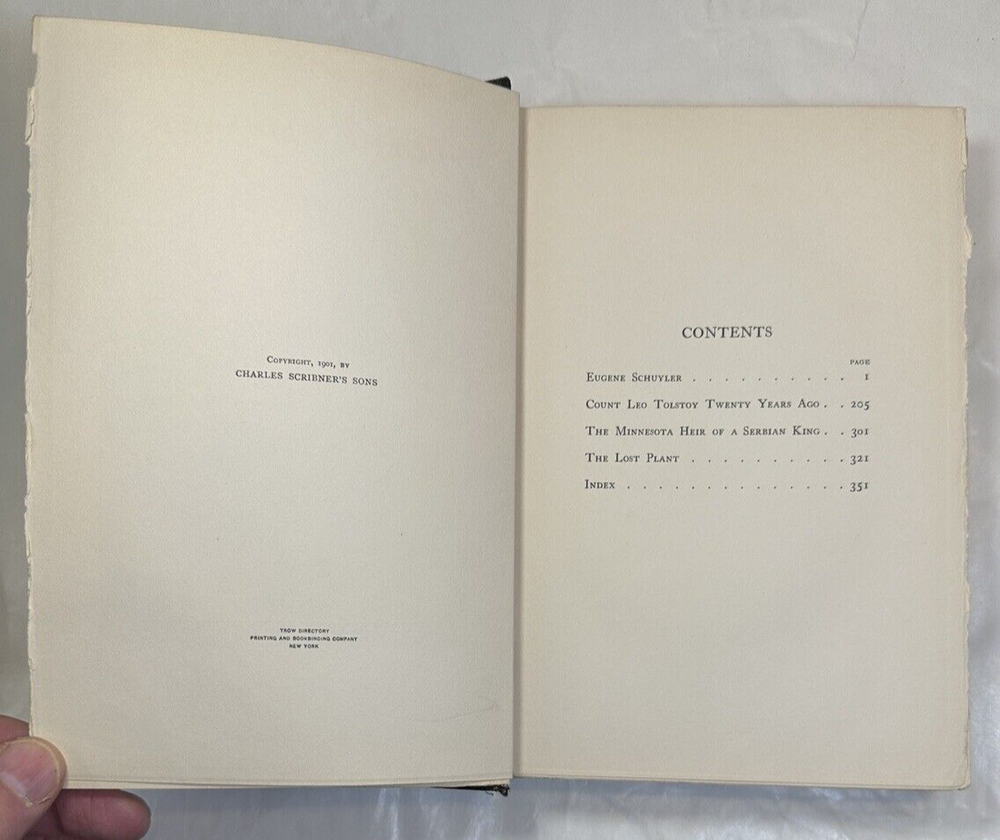 Copyright, 1901, by
CHARLES SCRIBNER'S SONS
TROW DIRECTORY
PRINTING AND BOOKBINDING COMPANY
NEW YORK
CONTENTS
PAGE
Eugene Schuyler . . . . . . . . . . 1
Count Leo Tolstoy Twenty Years Ago . . 205
The Minnesota Heir of a Serbian King . . 301
The Lost Plant . . . . . . . . . . 321
Index . . . . . . . . . . . . . . 351